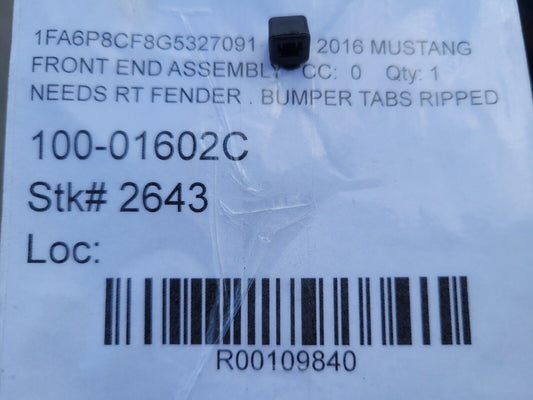 1FA6P8CF8G5327091 2016 MUSTANG
FRONT END ASSEMBLY CC: 0 Qty: 1
NEEDS RT FENDER . BUMPER TABS RIPPED
100-01602C
Stk# 2643
Loc:
R00109840